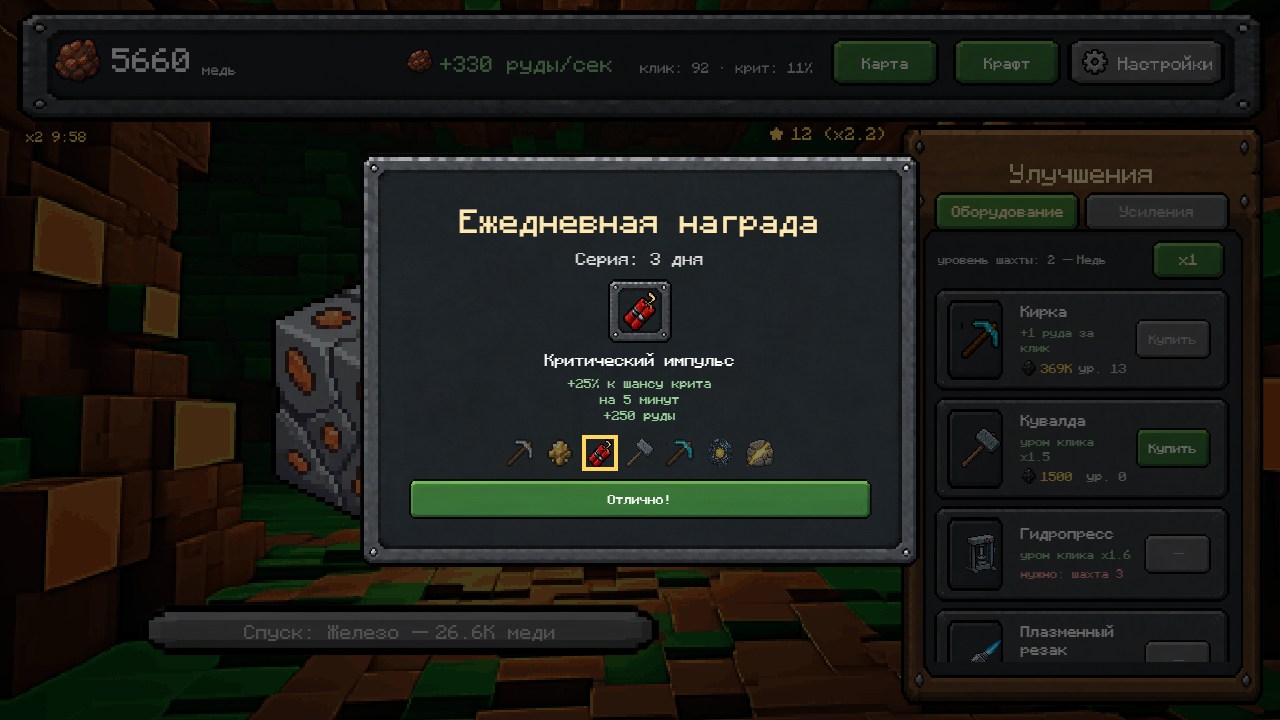 5660 медь
+330 руды/сек
клик: 92 · крит: 11%
Карта
Крафт
Настройки
x2 9:58
12 (x2.2)
Ежедневная награда
Серия: 3 дня
Критический импульс
+25% к шансу крита
на 5 минут
+250 руды
Отлично!
Спуск: Железо — 26.6K меди
Улучшения
Оборудование
Усиления
уровень шахты: 2 — Медь
x1
Кирка
+1 руда за
клик
369K ур. 13
Купить
Кувалда
урон клика
x1.5
1500 ур. 0
Купить
Гидропресс
урон клика x1.6
нужно: шахта 3
—
Плазменный
резак
—